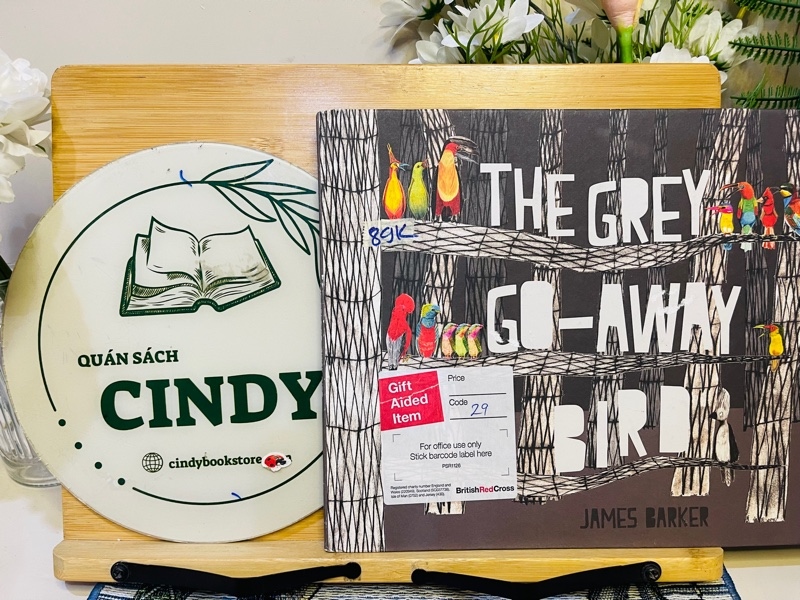 QUÁN SÁCH
CINDY
cindybookstore
THE GREY
GO-AWAY
BIRD
JAMES BARKER
89K
Gift
Aided
Item
Price
Code 29
For office use only
Stick barcode label here
BritishRedCross